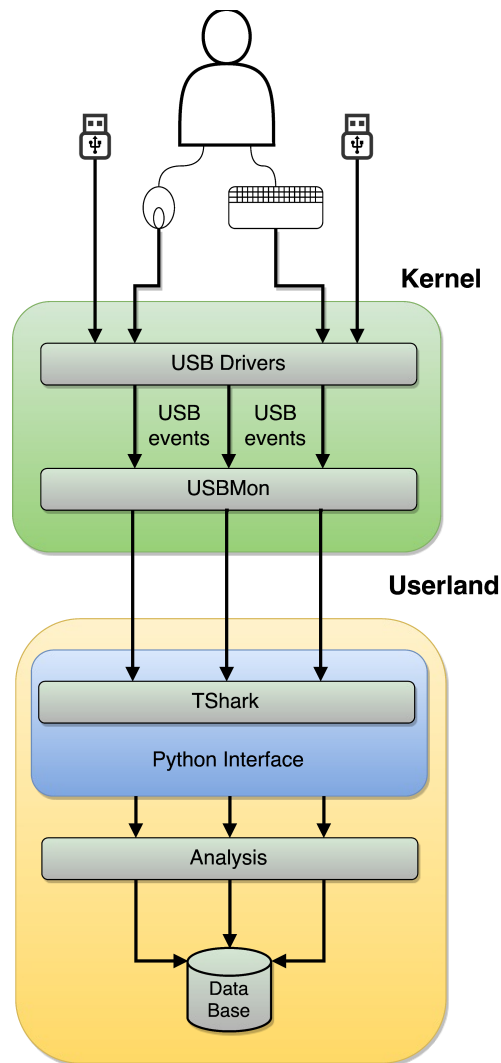 Kernel
USB Drivers
USB
events
USB
events
USBMon
Userland
TShark
Python Interface
Analysis
Data
Base